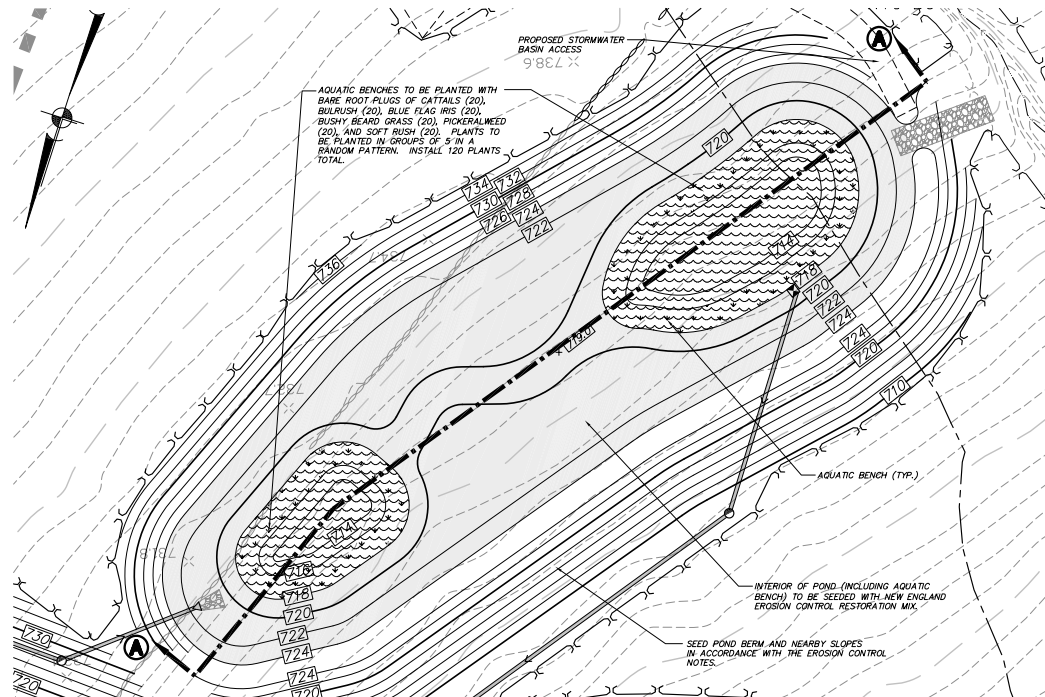 PROPOSED STORMWATER
BASIN ACCESS
A
738.6
AQUATIC BENCHES TO BE PLANTED WITH
BARE ROOT PLUGS OF CATTAILS (20),
BULRUSH (20), BLUE FLAG IRIS (20),
BUSHY BEARD GRASS (20), PICKERALWEED
(20), AND SOFT RUSH (20). PLANTS TO
BE PLANTED IN GROUPS OF 5 IN A
RANDOM PATTERN. INSTALL 120 PLANTS
TOTAL.
720
734
732
730
728
726
724
722
736
714
718
720
722
724
724
720
719.0
710
AQUATIC BENCH (TYP.)
714
731.8
716
718
720
722
724
724
720
INTERIOR OF POND (INCLUDING AQUATIC
BENCH) TO BE SEEDED WITH NEW ENGLAND
EROSION CONTROL RESTORATION MIX.
SEED POND BERM AND NEARBY SLOPES
IN ACCORDANCE WITH THE EROSION CONTROL
NOTES.
730
A
720